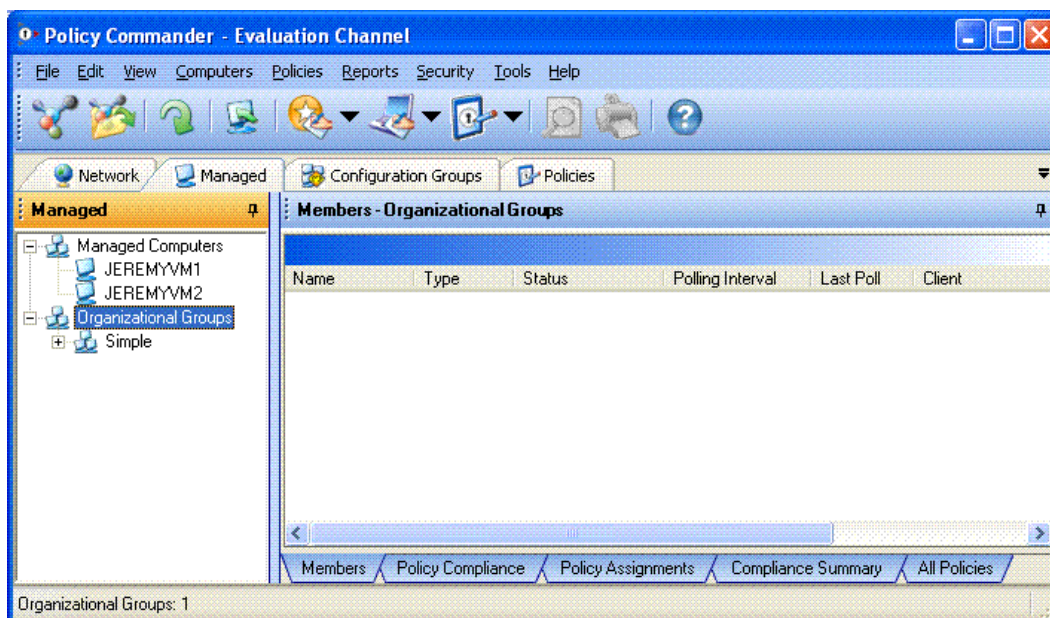 Policy Commander - Evaluation Channel
File Edit View Computers Policies Reports Security Tools Help
Network Managed Configuration Groups Policies
Managed
Members - Organizational Groups
Managed Computers
JEREMYVM1
JEREMYVM2
Organizational Groups
Simple
Name Type Status Polling Interval Last Poll Client
Members Policy Compliance Policy Assignments Compliance Summary All Policies
Organizational Groups: 1